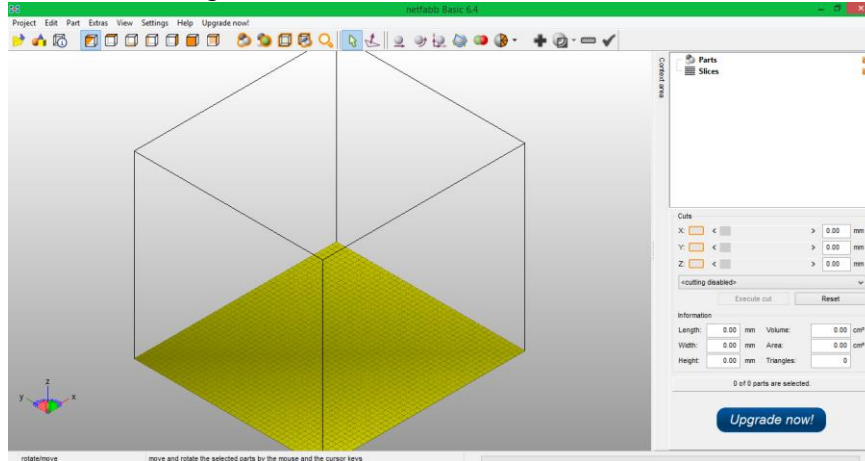 netfabb Basic 6.4
Project Edit Part Extras View Settings Help Upgrade now!
Context area
Parts
Slices
Cuts
X: < > 0.00 mm
Y: < > 0.00 mm
Z: < > 0.00 mm
<cutting disabled>
Execute cut Reset
Information
Length: 0.00 mm Volume: 0.00 cm³
Width: 0.00 mm Area: 0.00 cm²
Height: 0.00 mm Triangles: 0
0 of 0 parts are selected.
Upgrade now!
z
y x
rotate/move move and rotate the selected parts by the mouse and the cursor keys